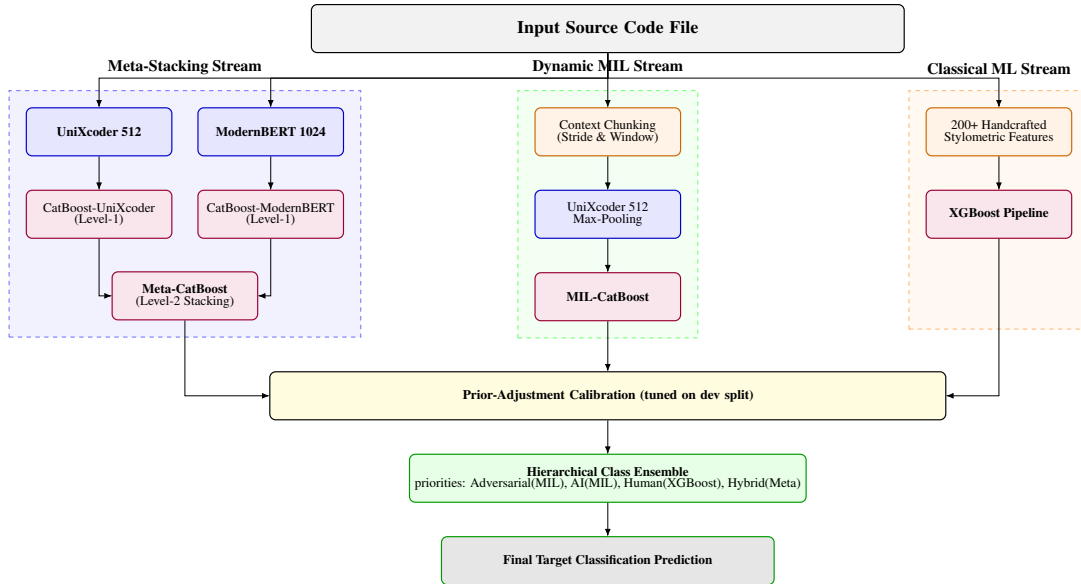 Input Source Code File
Meta-Stacking Stream
Dynamic MIL Stream
Classical ML Stream
UniXcoder 512
ModernBERT 1024
Context Chunking
(Stride & Window)
200+ Handcrafted
Stylometric Features
CatBoost-UniXcoder
(Level-1)
CatBoost-ModernBERT
(Level-1)
UniXcoder 512
Max-Pooling
XGBoost Pipeline
Meta-CatBoost
(Level-2 Stacking)
MIL-CatBoost
Prior-Adjustment Calibration (tuned on dev split)
Hierarchical Class Ensemble
priorities: Adversarial(MIL), AI(MIL), Human(XGBoost), Hybrid(Meta)
Final Target Classification Prediction